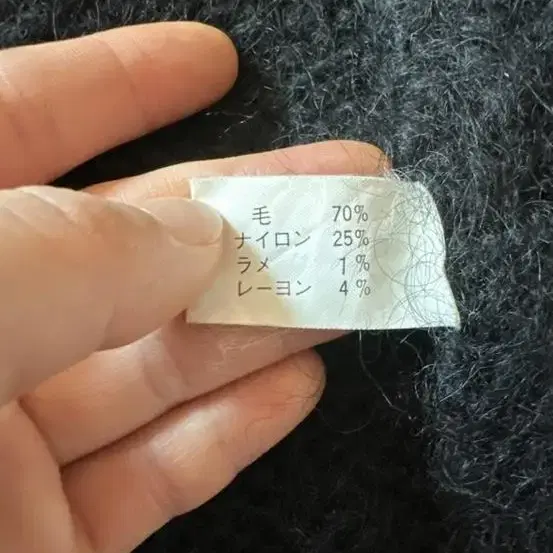 毛 70%
ナイロン 25%
ラメ 1%
レーヨン 4%